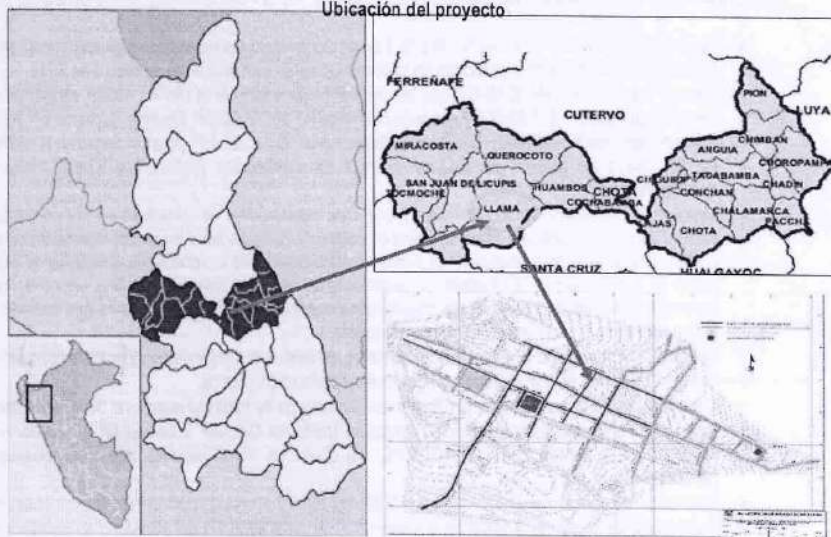 Ubicación del proyecto
FERREÑAFE
CUTERVO
PION
LUYA
MIRACOSTA
QUEROCOTO
CHIMBAN
ANGUIA
CHOROPAMPA
SAN JUAN DE LICUPIS
CHIGUIRIP
TACABAMBA
TOCMOCHE
HUAMBOS
CHOTA
CONCHAN
CHADIN
LLAMA
COCHABAMBA
CHALAMARCA
LAJAS
CHOTA
PACCHA
SANTA CRUZ
HUALGAYOC